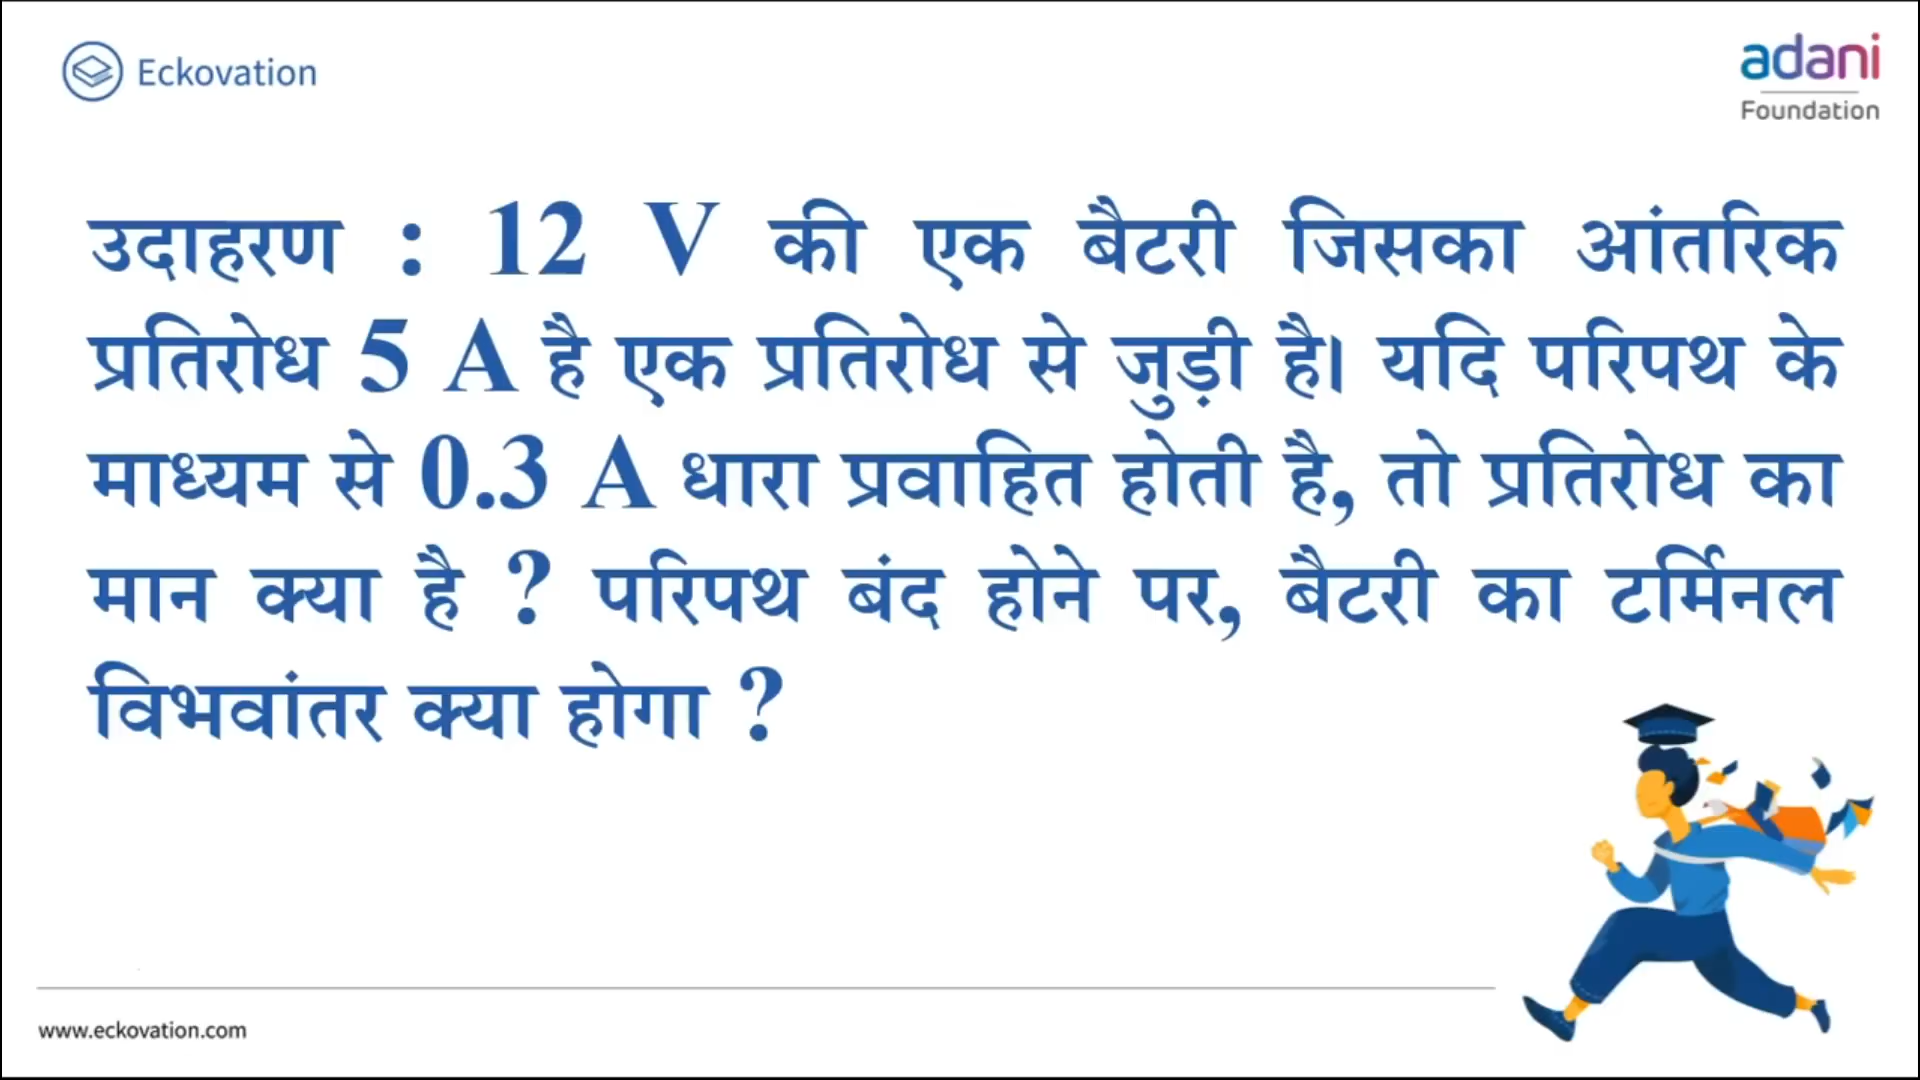 Eckovation
adani
Foundation
उदाहरण : 12 V की एक बैटरी जिसका आंतरिक
प्रतिरोध 5 A है एक प्रतिरोध से जुड़ी है। यदि परिपथ के
माध्यम से 0.3 A धारा प्रवाहित होती है, तो प्रतिरोध का
मान क्या है ? परिपथ बंद होने पर, बैटरी का टर्मिनल
विभवांतर क्या होगा ?
www.eckovation.com